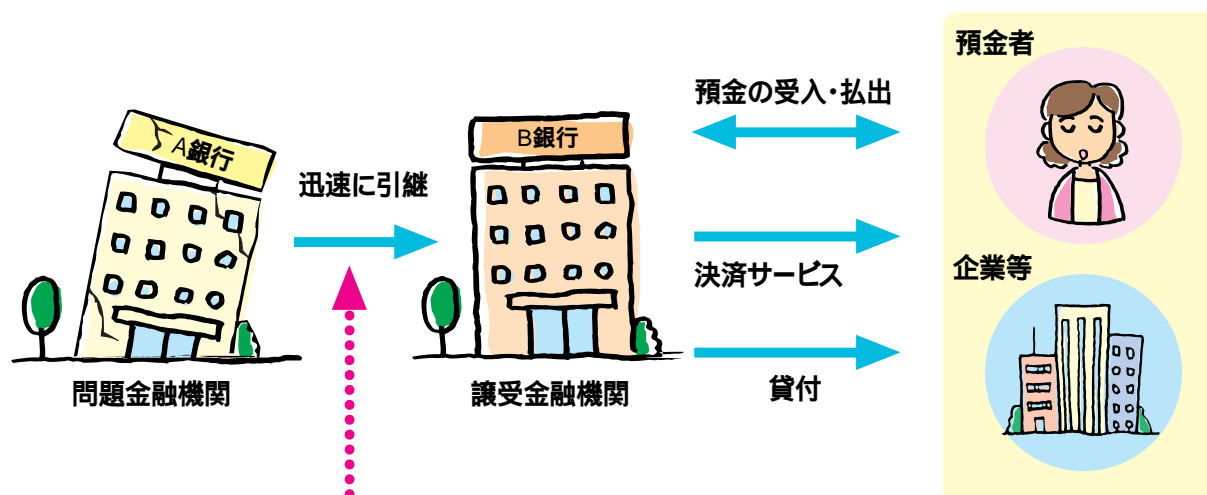 A銀行
問題金融機関
迅速に引継
B銀行
譲受金融機関
預金の受入・払出
決済サービス
貸付
預金者
企業等